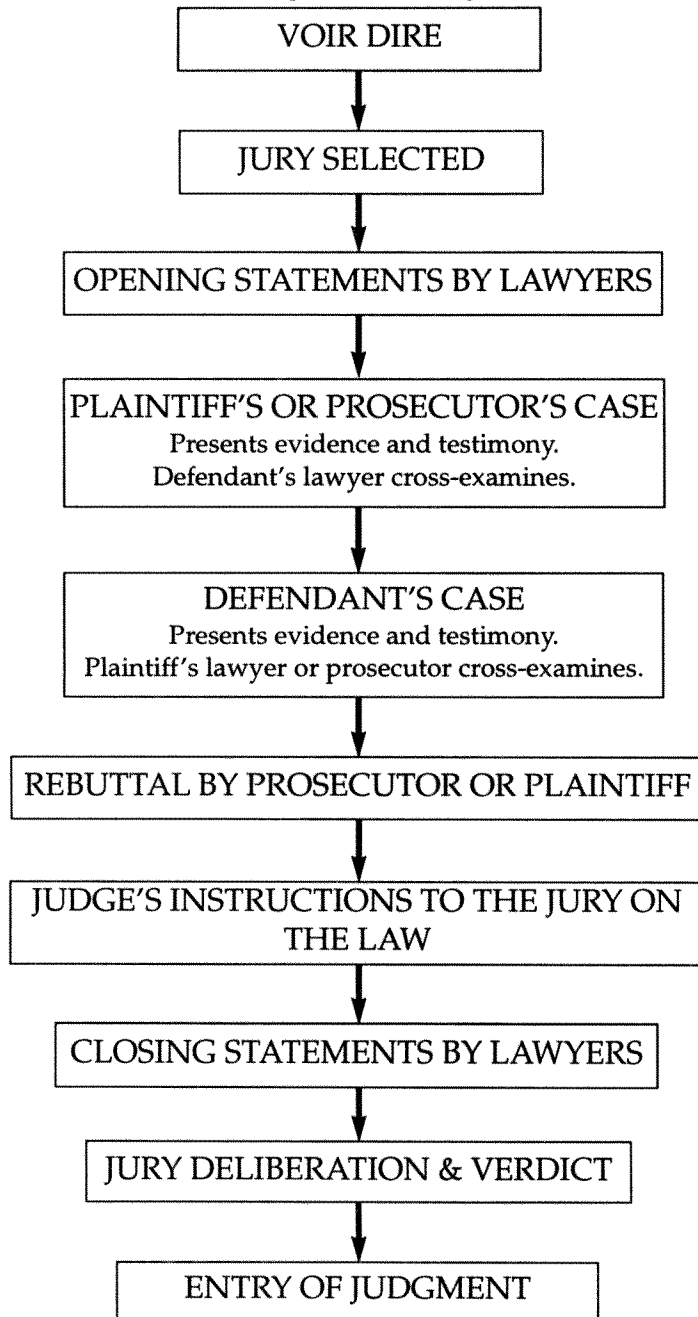 VOIR DIRE
JURY SELECTED
OPENING STATEMENTS BY LAWYERS
PLAINTIFF'S OR PROSECUTOR'S CASE
Presents evidence and testimony.
Defendant's lawyer cross-examines.
DEFENDANT'S CASE
Presents evidence and testimony.
Plaintiff's lawyer or prosecutor cross-examines.
REBUTTAL BY PROSECUTOR OR PLAINTIFF
JUDGE'S INSTRUCTIONS TO THE JURY ON
THE LAW
CLOSING STATEMENTS BY LAWYERS
JURY DELIBERATION & VERDICT
ENTRY OF JUDGMENT